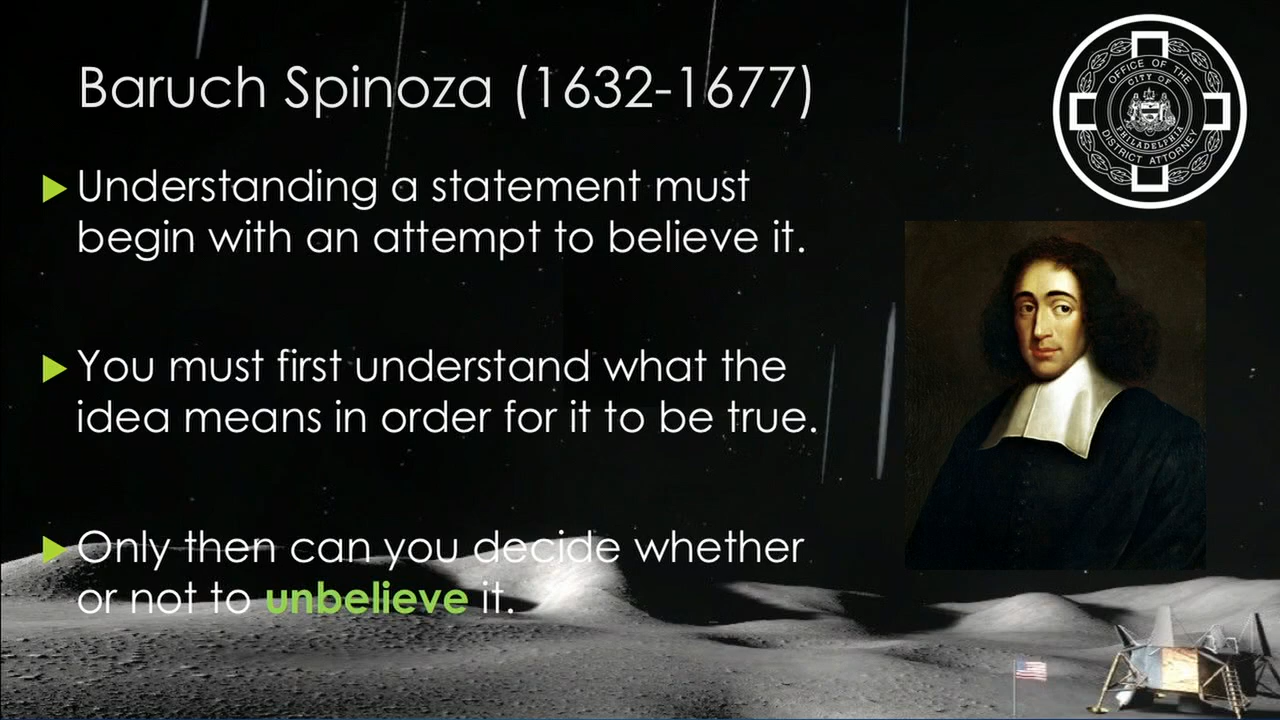 Baruch Spinoza (1632-1677)
OFFICE OF THE
CITY OF
PHILADELPHIA
DISTRICT ATTORNEY
Understanding a statement must
begin with an attempt to believe it.
You must first understand what the
idea means in order for it to be true.
Only then can you decide whether
or not to unbelieve it.